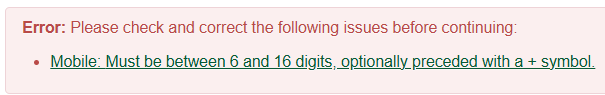 Error: Please check and correct the following issues before continuing:
• Mobile: Must be between 6 and 16 digits, optionally preceded with a + symbol.